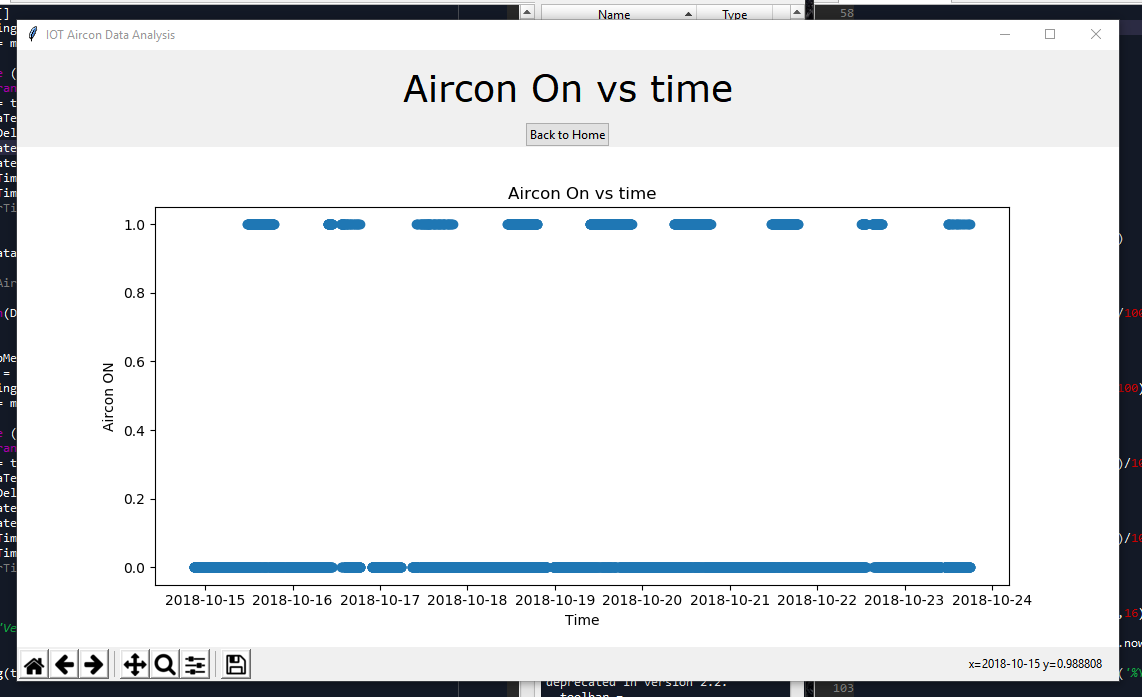 Name Type 58
IOT Aircon Data Analysis
Aircon On vs time
Back to Home
Aircon On vs time
1.0
0.8
0.6
0.4
0.2
0.0
Aircon ON
2018-10-15 2018-10-16 2018-10-17 2018-10-18 2018-10-19 2018-10-20 2018-10-21 2018-10-22 2018-10-23 2018-10-24
Time
x=2018-10-15 y=0.988808
deprecated in version 2.2.
toolbar =
103